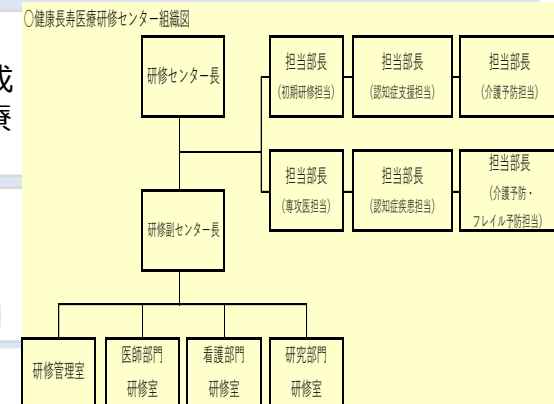 成
療
○健康長寿医療研修センター組織図
研修センター長
担当部長
(初期研修担当)
担当部長
(認知症支援担当)
担当部長
(介護予防担当)
担当部長
(専攻医担当)
担当部長
(認知症疾患担当)
担当部長
(介護予防・
フレイル予防担当)
研修副センター長
研修管理室
医師部門
研修室
看護部門
研修室
研究部門
研修室